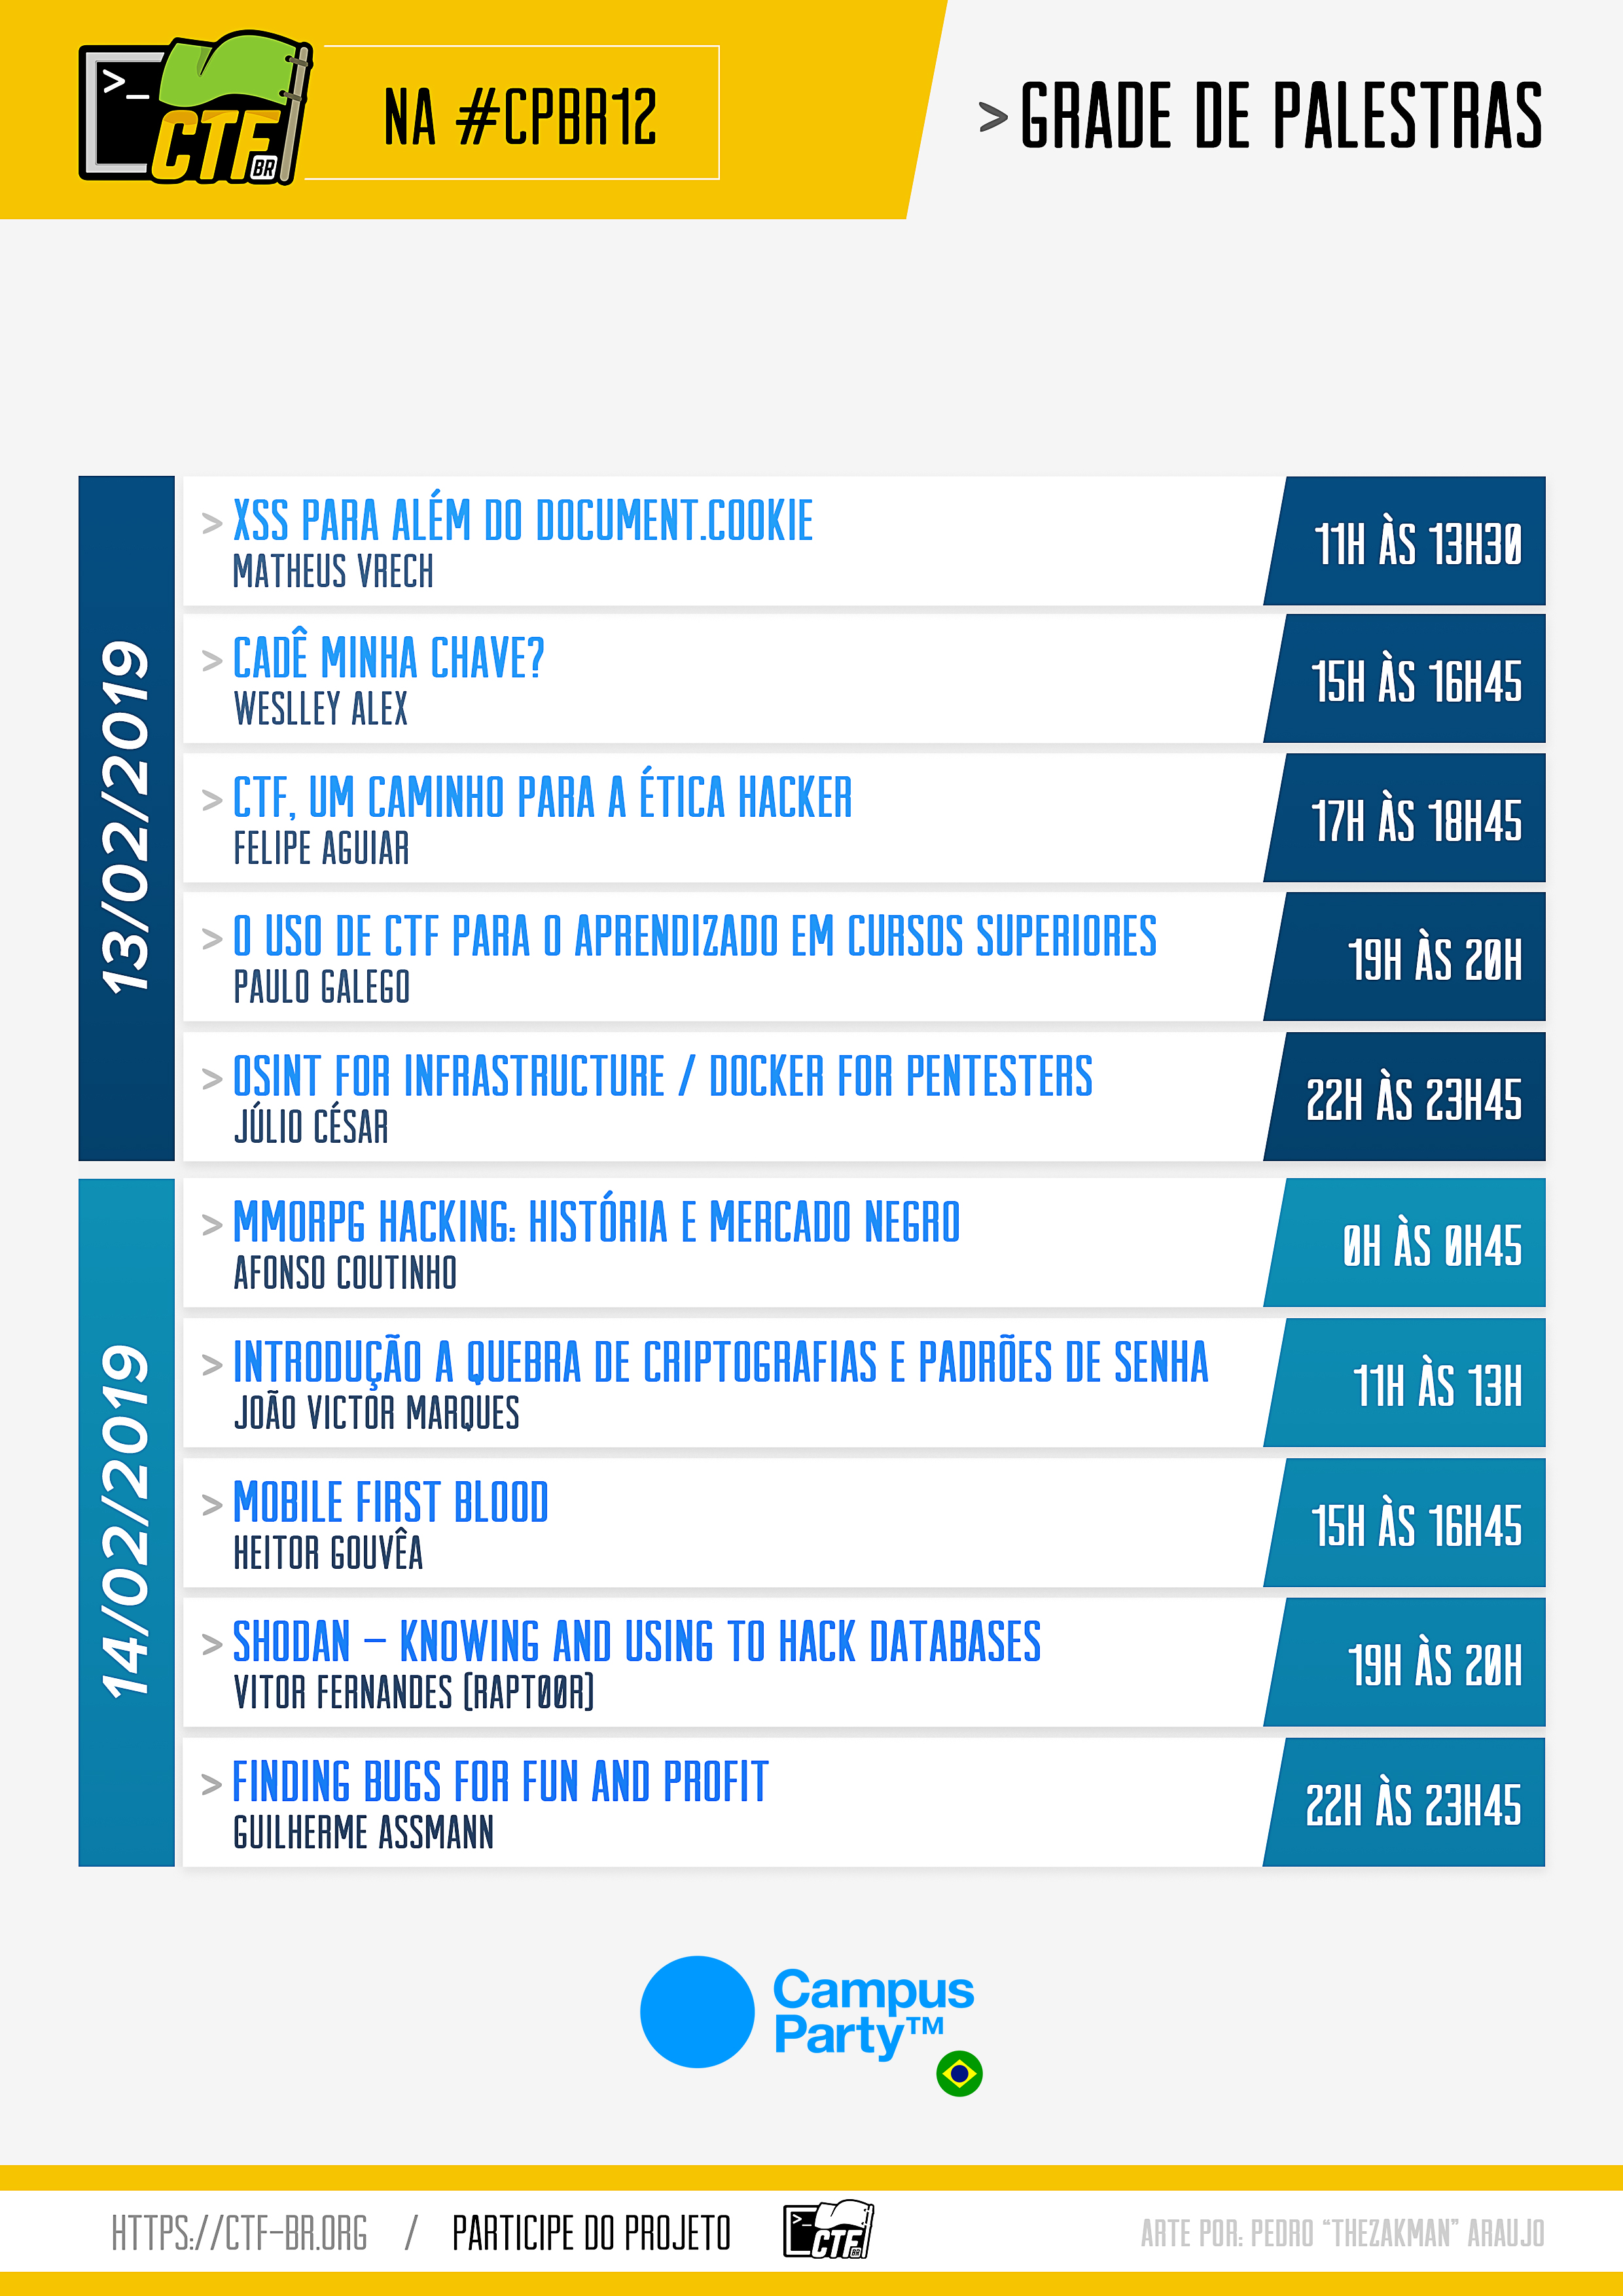 >_
CTF
BR
NA #CPBR12
> GRADE DE PALESTRAS
13/02/2019
> XSS PARA ALÉM DO DOCUMENT.COOKIE
MATHEUS VRECH
11H ÀS 13H30
> CADÊ MINHA CHAVE?
WESLLEY ALEX
15H ÀS 16H45
> CTF, UM CAMINHO PARA A ÉTICA HACKER
FELIPE AGUIAR
17H ÀS 18H45
> O USO DE CTF PARA O APRENDIZADO EM CURSOS SUPERIORES
PAULO GALEGO
19H ÀS 20H
> OSINT FOR INFRASTRUCTURE / DOCKER FOR PENTESTERS
JÚLIO CÉSAR
22H ÀS 23H45
14/02/2019
> MMORPG HACKING: HISTÓRIA E MERCADO NEGRO
AFONSO COUTINHO
0H ÀS 0H45
> INTRODUÇÃO A QUEBRA DE CRIPTOGRAFIAS E PADRÕES DE SENHA
JOÃO VICTOR MARQUES
11H ÀS 13H
> MOBILE FIRST BLOOD
HEITOR GOUVÊA
15H ÀS 16H45
> SHODAN – KNOWING AND USING TO HACK DATABASES
VITOR FERNANDES (RAPT00R)
19H ÀS 20H
> FINDING BUGS FOR FUN AND PROFIT
GUILHERME ASSMANN
22H ÀS 23H45
Campus
Party™
HTTPS://CTF-BR.ORG / PARTICIPE DO PROJETO
>_
CTF
BR
ARTE POR: PEDRO “THEZAKMAN” ARAUJO